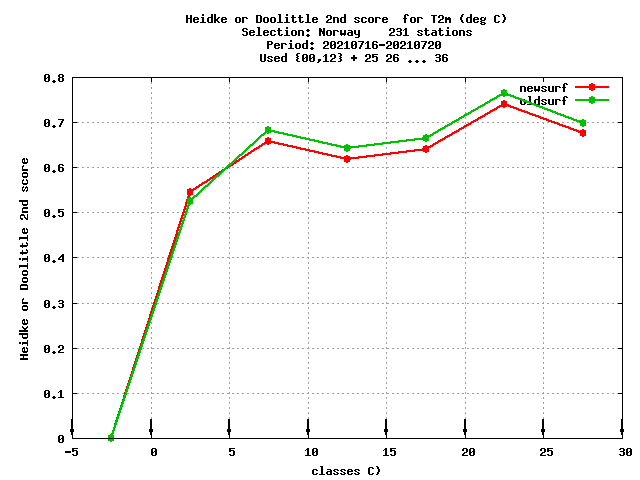 Heidke or Doolittle 2nd score  for T2m (deg C)
Selection: Norway    231 stations
Period: 20210716-20210720
Used {00,12} + 25 26 ... 36
newsurf
oldsurf
0.8
0.7
0.6
0.5
0.4
0.3
0.2
0.1
0
Heidke or Doolittle 2nd score
-5 0 5 10 15 20 25 30
classes C)